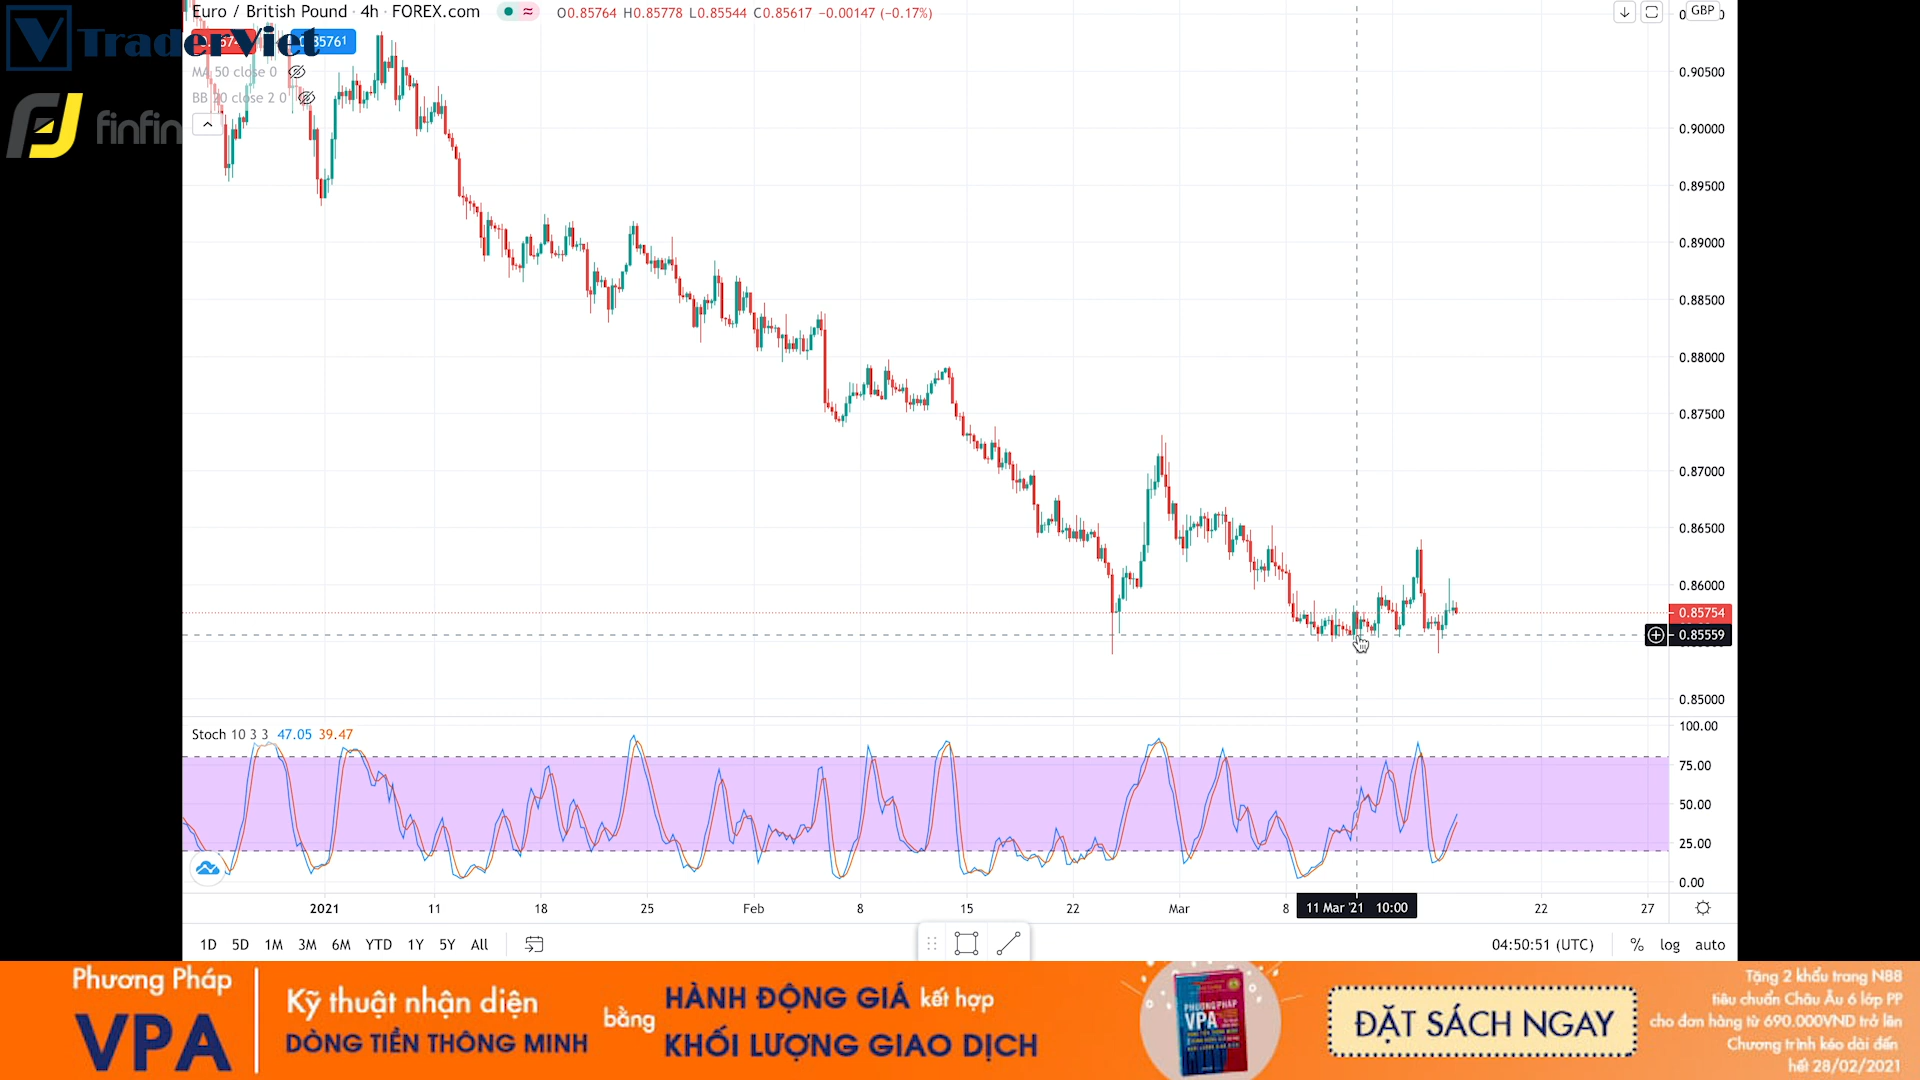 Euro / British Pound · 4h · FOREX.com
O0.85764 H0.85778 L0.85544 C0.85617 −0.00147 (−0.17%)
GBP
TraderViet
MA 50 close 0
BB 20 close 2 0
finfin
0.90500
0.90000
0.89500
0.89000
0.88500
0.88000
0.87500
0.87000
0.86500
0.86000
0.85754
0.85559
0.85000
Stoch 10 3 3 47.05 39.47
100.00
75.00
50.00
25.00
0.00
2021 11 18 25 Feb 8 15 22 Mar 8 11 Mar '21 10:00 22 27
1D 5D 1M 3M 6M YTD 1Y 5Y All
04:50:51 (UTC) % log auto
Phương Pháp
VPA
Kỹ thuật nhận diện
DÒNG TIỀN THÔNG MINH
bằng
HÀNH ĐỘNG GIÁ kết hợp
KHỐI LƯỢNG GIAO DỊCH
PHƯƠNG PHÁP
VPA
ĐẶT SÁCH NGAY
Tặng 2 khẩu trang N88
tiêu chuẩn Châu Âu 6 lớp PP
cho đơn hàng từ 690.000VND trở lên
Chương trình kéo dài đến
hết 28/02/2021